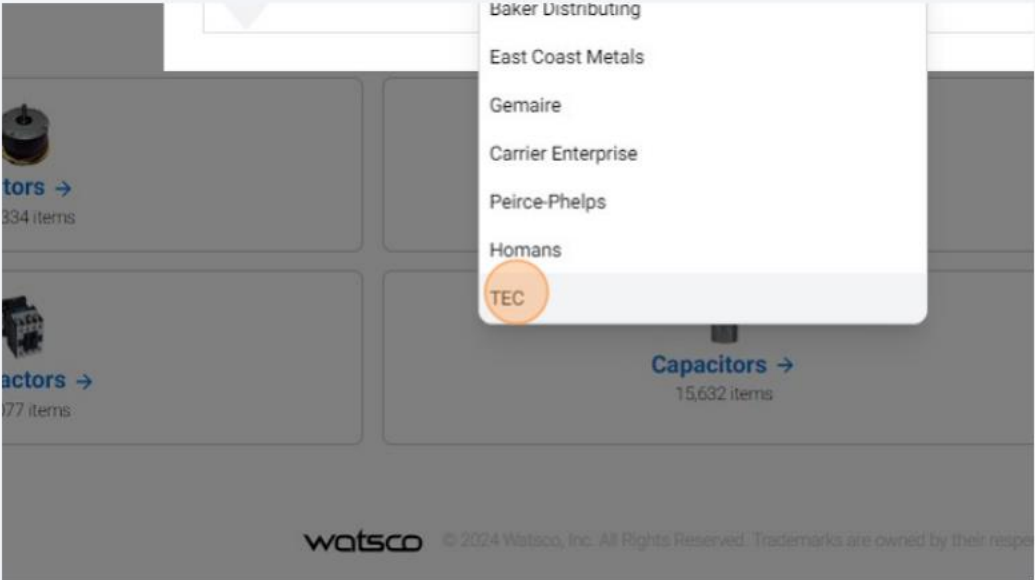 Baker Distributing
East Coast Metals
Gemaire
Carrier Enterprise
Peirce-Phelps
Homans
TEC
tors →
334 items
actors →
077 items
Capacitors →
15,632 items
watsco © 2024 Watsco, Inc. All Rights Reserved. Trademarks are owned by their respe